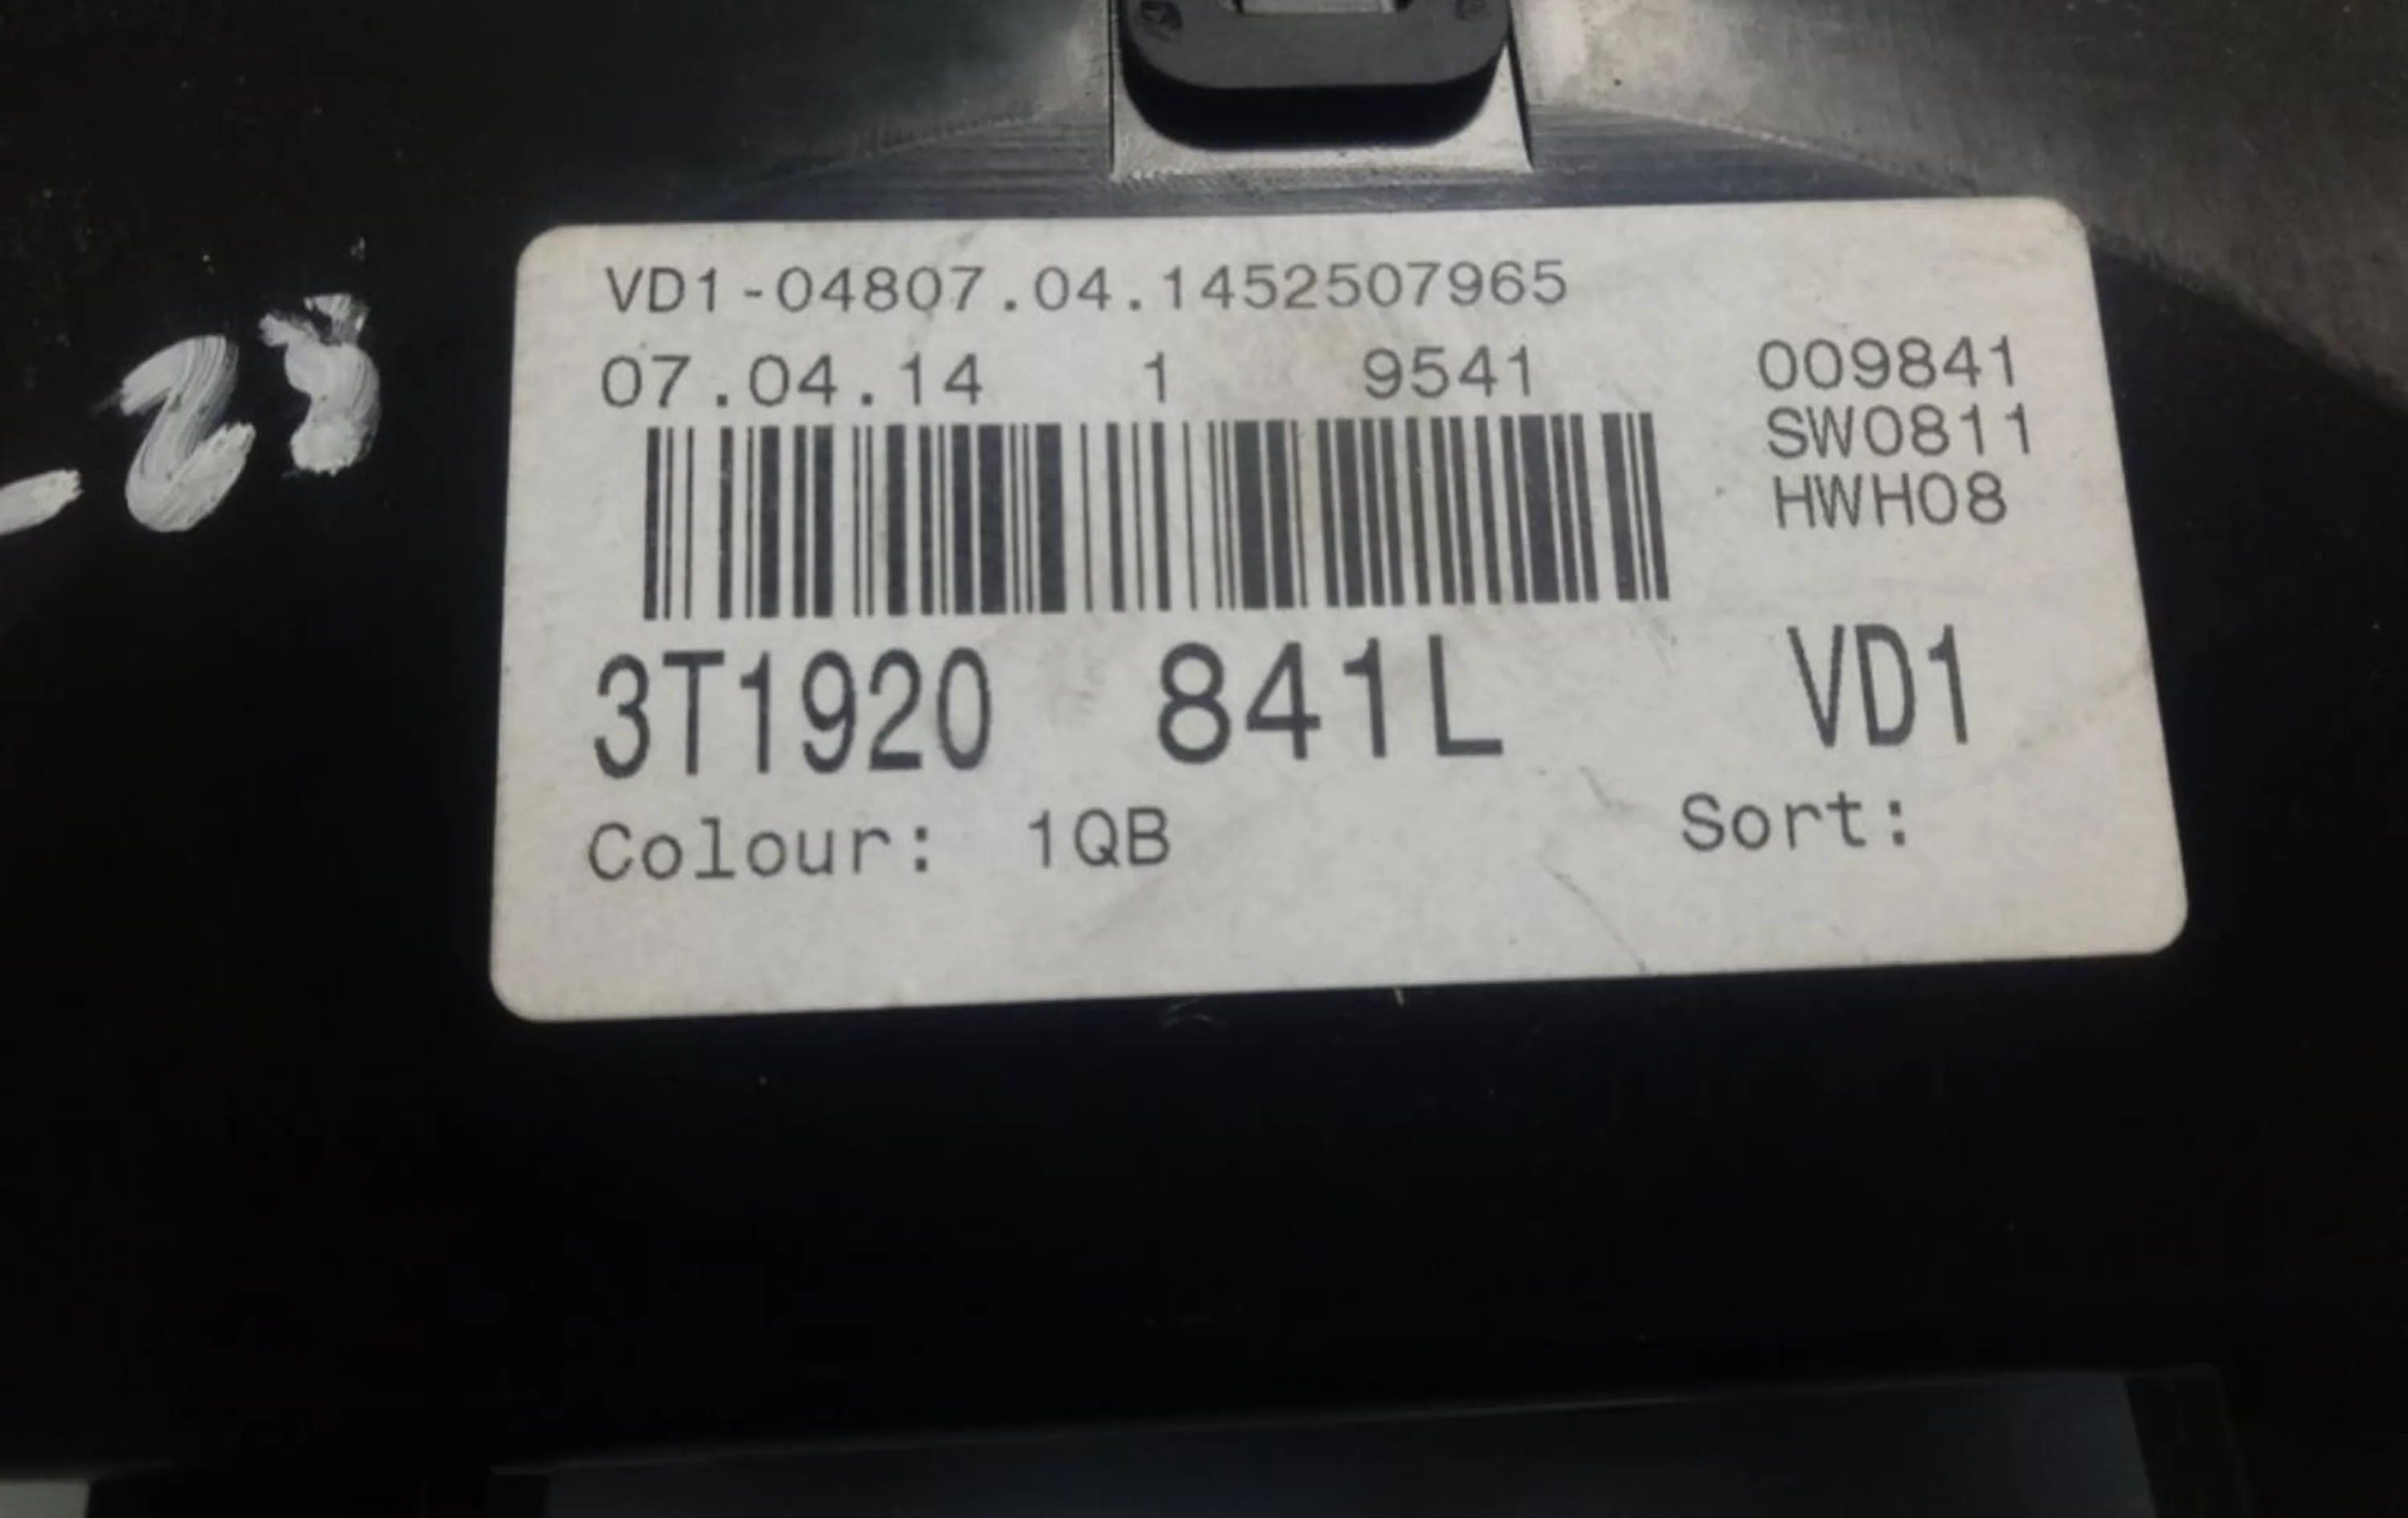 VD1-04807.04.1452507965
07.04.14 1 9541 009841
SW0811
HWH08
3T1920 841L VD1
Colour: 1QB Sort: